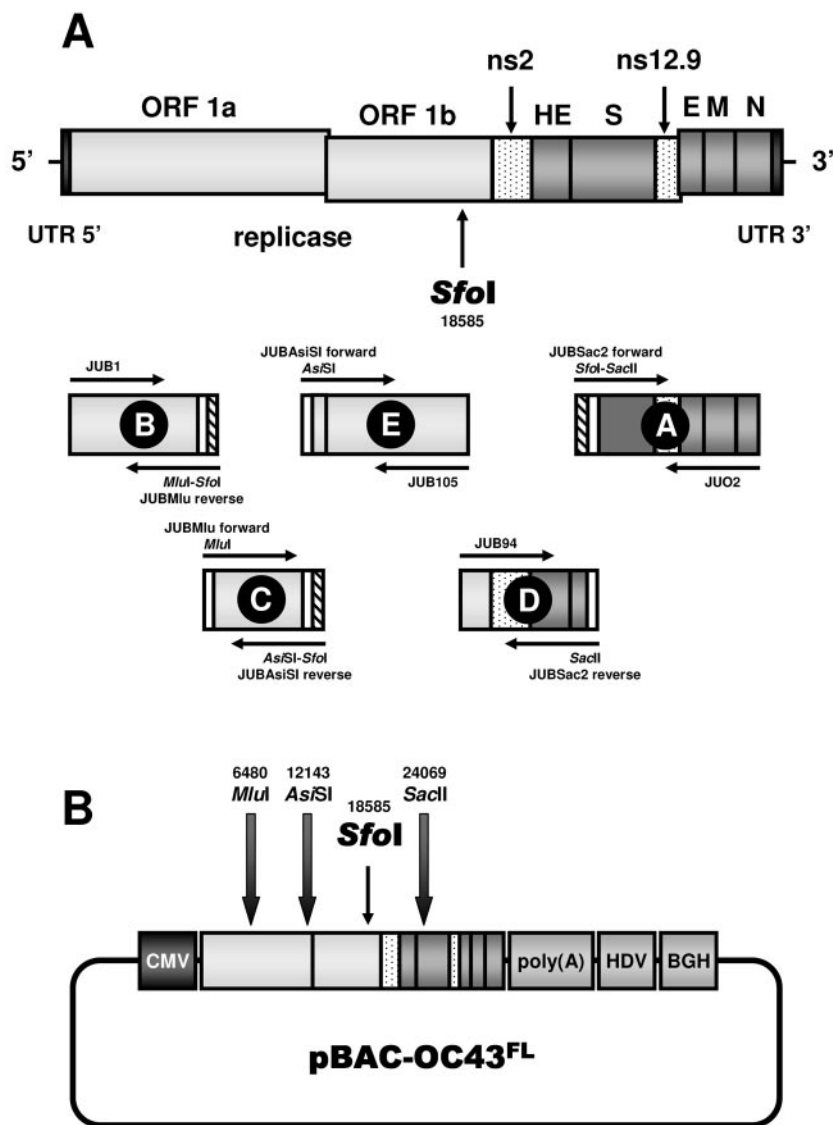 A
ns2 ns12.9
ORF 1a ORF 1b HE S E M N
5’ 3’
UTR 5’ replicase UTR 3’
SfoI
18585
JUB1
B
MluI-SfoI
JUBMlu reverse
JUBAsiSI forward
AsiSI
E
JUB105
JUBSac2 forward
SfoI-SacII
A
JUO2
JUBMlu forward
MluI
C
AsiSI-SfoI
JUBAsiSI reverse
JUB94
D
SacII
JUBSac2 reverse
B
6480 12143 18585 24069
MluI AsiSI SfoI SacII
CMV poly(A) HDV BGH
pBAC-OC43FL